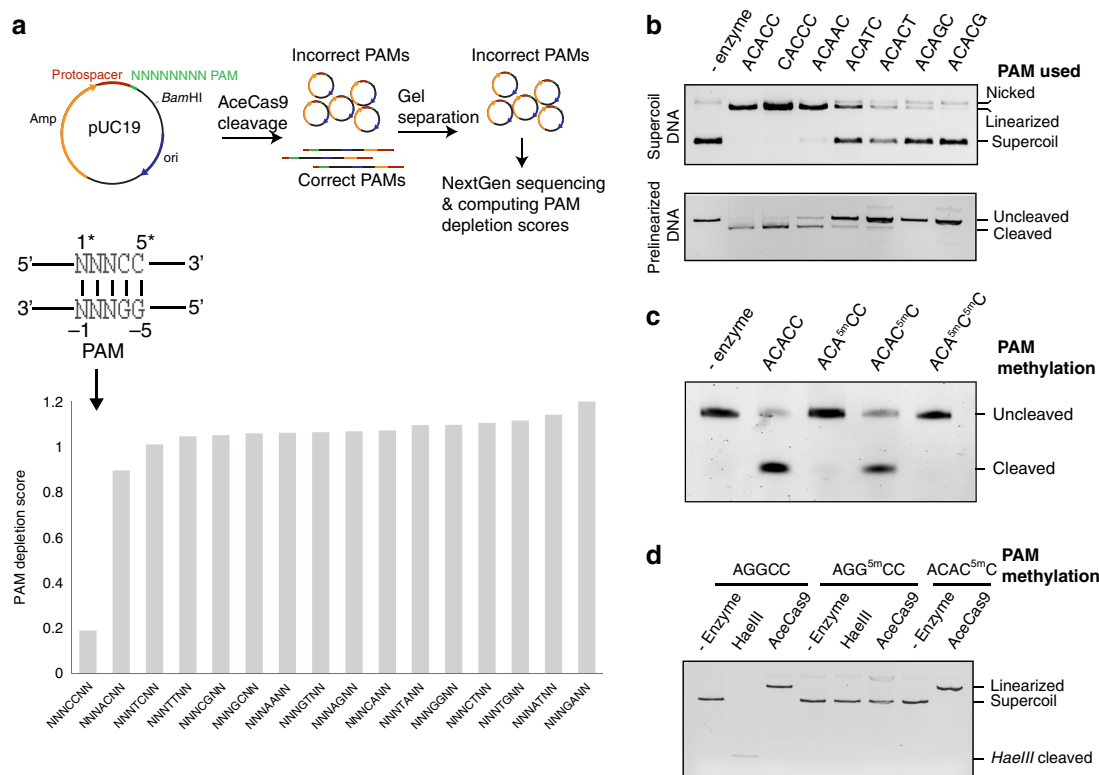 a
Protospacer
NNNNNNNN PAM
BamHI
Amp
pUC19
ori
AceCas9
cleavage
Incorrect PAMs
Correct PAMs
Gel
separation
Incorrect PAMs
NextGen sequencing
& computing PAM
depletion scores
1* 5*
5' NNNCC 3'
3' NNNGG 5'
–1 –5
PAM
PAM depletion score
1.2
1
0.8
0.6
0.4
0.2
0
NNNCCNN
NNNACNN
NNNTCNN
NNNTTNN
NNNCGNN
NNNGCNN
NNNAANN
NNNGTNN
NNNAGNN
NNNCANN
NNNTANN
NNNGGNN
NNNCTNN
NNNTGNN
NNNATNN
NNNGANN
b
- enzyme
ACACC
CACCC
ACAAC
ACATC
ACACT
ACAGC
ACACG
PAM used
Supercoil
DNA
Nicked
Linearized
Supercoil
Prelinearized
DNA
Uncleaved
Cleaved
c
- enzyme
ACACC
ACA5mCC
ACAC5mC
ACA5mC5mC
PAM
methylation
Uncleaved
Cleaved
d
AGGCC
AGG5mCC
ACAC5mC
PAM
methylation
- Enzyme
HaeIII
AceCas9
- Enzyme
HaeIII
AceCas9
- Enzyme
AceCas9
Linearized
Supercoil
HaeIII cleaved